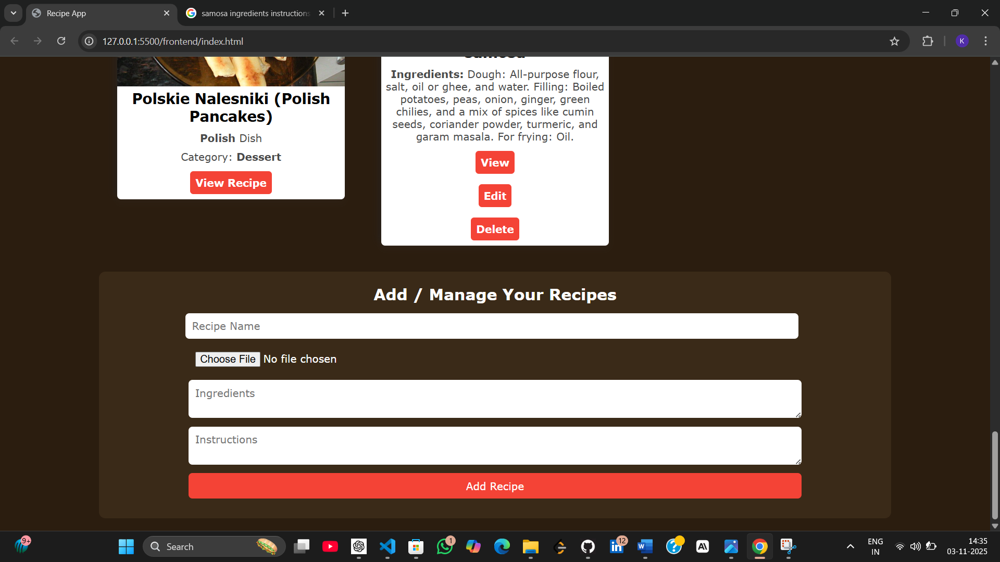 Recipe App
samosa ingredients instructions
127.0.0.1:5500/frontend/index.html
K
Polskie Nalesniki (Polish
Pancakes)
Polish Dish
Category: Dessert
View Recipe
Samosa
Ingredients: Dough: All-purpose flour,
salt, oil or ghee, and water. Filling: Boiled
potatoes, peas, onion, ginger, green
chilies, and a mix of spices like cumin
seeds, coriander powder, turmeric, and
garam masala. For frying: Oil.
View
Edit
Delete
Add / Manage Your Recipes
Recipe Name
Choose File No file chosen
Ingredients
Instructions
Add Recipe
9+
Search
1
12
ENG
IN
14:35
03-11-2025